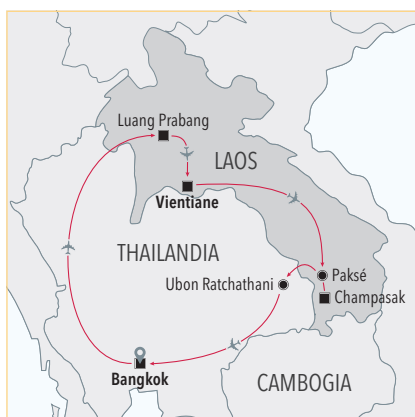 Luang Prabang
LAOS
Vientiane
THAILANDIA
Paksé
Ubon Ratchathani
Champasak
Bangkok
CAMBOGIA